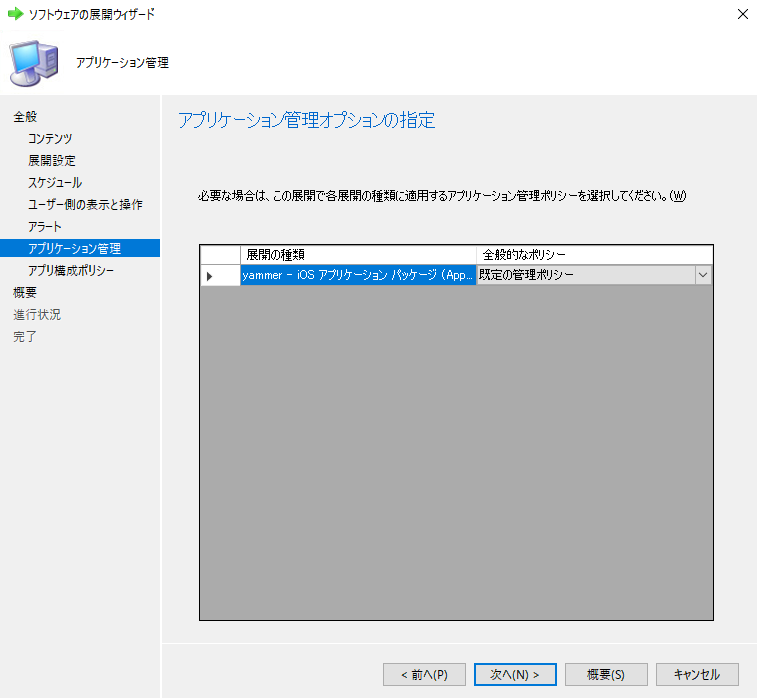 ソフトウェアの展開ウィザード
アプリケーション管理
全般
コンテンツ
展開設定
スケジュール
ユーザー側の表示と操作
アラート
アプリケーション管理
アプリ構成ポリシー
概要
進行状況
完了
アプリケーション管理オプションの指定
必要な場合は、この展開で各展開の種類に適用するアプリケーション管理ポリシーを選択してください。(W)
展開の種類 全般的なポリシー
yammer - iOS アプリケーション パッケージ (App... 既定の管理ポリシー
< 前へ(P) 次へ(N) > 概要(S) キャンセル